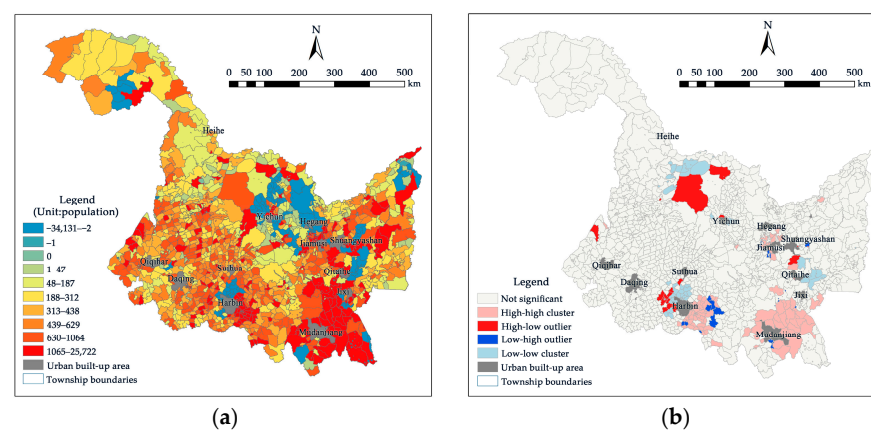 N
0 50 100 200 300 400 500
km
Heihe
Yichun
Hegang
Jiamusi
Shuangyashan
Qitaihe
Qiqihar
Daqing
Suihua
Harbin
Jixi
Mudanjiang
Legend
(Unit:population)
−34,131–−2
−1
0
1–47
48–187
188–312
313–438
439–629
630–1064
1065–25,722
Urban built-up area
Township boundaries
(a)
N
0 50 100 200 300 400 500
km
Heihe
Yichun
Hegang
Jiamusi
Shuangyashan
Qitaihe
Qiqihar
Daqing
Suihua
Harbin
Jixi
Mudanjiang
Legend
Not significant
High-high cluster
High-low outlier
Low-high outlier
Low-low cluster
Urban built-up area
Township boundaries
(b)